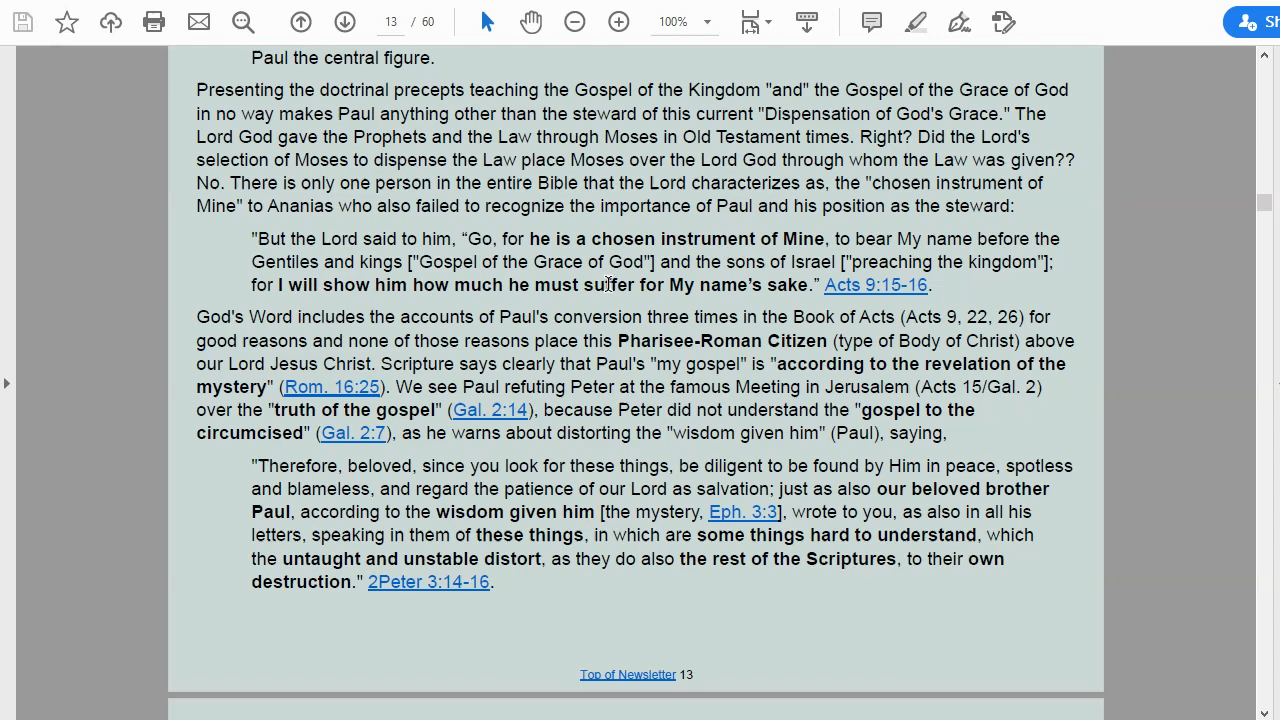 13 / 60
100%
Sh
Paul the central figure.
Presenting the doctrinal precepts teaching the Gospel of the Kingdom "and" the Gospel of the Grace of God
in no way makes Paul anything other than the steward of this current "Dispensation of God's Grace." The
Lord God gave the Prophets and the Law through Moses in Old Testament times. Right? Did the Lord's
selection of Moses to dispense the Law place Moses over the Lord God through whom the Law was given??
No. There is only one person in the entire Bible that the Lord characterizes as, the "chosen instrument of
Mine" to Ananias who also failed to recognize the importance of Paul and his position as the steward:
"But the Lord said to him, “Go, for he is a chosen instrument of Mine, to bear My name before the
Gentiles and kings ["Gospel of the Grace of God"] and the sons of Israel ["preaching the kingdom"];
for I will show him how much he must suffer for My name’s sake.” Acts 9:15-16.
God's Word includes the accounts of Paul's conversion three times in the Book of Acts (Acts 9, 22, 26) for
good reasons and none of those reasons place this Pharisee-Roman Citizen (type of Body of Christ) above
our Lord Jesus Christ. Scripture says clearly that Paul's "my gospel" is "according to the revelation of the
mystery" (Rom. 16:25). We see Paul refuting Peter at the famous Meeting in Jerusalem (Acts 15/Gal. 2)
over the "truth of the gospel" (Gal. 2:14), because Peter did not understand the "gospel to the
circumcised" (Gal. 2:7), as he warns about distorting the "wisdom given him" (Paul), saying,
"Therefore, beloved, since you look for these things, be diligent to be found by Him in peace, spotless
and blameless, and regard the patience of our Lord as salvation; just as also our beloved brother
Paul, according to the wisdom given him [the mystery, Eph. 3:3], wrote to you, as also in all his
letters, speaking in them of these things, in which are some things hard to understand, which
the untaught and unstable distort, as they do also the rest of the Scriptures, to their own
destruction." 2Peter 3:14-16.
Top of Newsletter 13